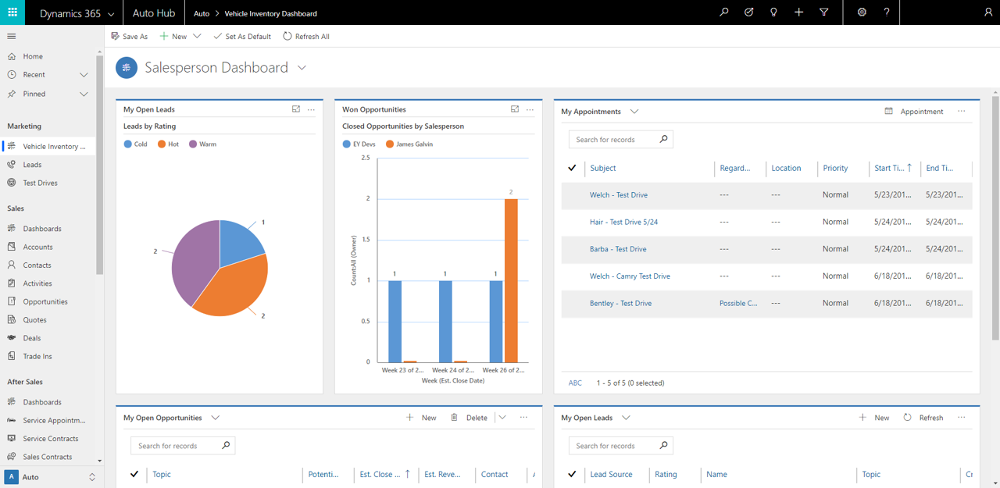 Dynamics 365 Auto Hub Auto > Vehicle Inventory Dashboard
Save As New Set As Default Refresh All
Salesperson Dashboard
Home
Recent
Pinned
Marketing
Vehicle Inventory ...
Leads
Test Drives
Sales
Dashboards
Accounts
Contacts
Activities
Opportunities
Quotes
Deals
Trade Ins
After Sales
Dashboards
Service Appointm...
Service Contracts
Sales Contracts
A Auto
My Open Leads
Leads by Rating
Cold Hot Warm
1
2
2
Won Opportunities
Closed Opportunities by Salesperson
EY Devs James Galvin
2.5
2
1.5
1
0.5
0
Count:All (Owner)
1 1 1 2
Week 23 of 2... Week 24 of 2... Week 26 of 2...
Week (Est. Close Date)
My Appointments Appointment
Search for records
Subject Regard... Location Priority Start Ti... End Ti...
Welch - Test Drive --- --- Normal 5/23/201... 5/23/201...
Hair - Test Drive 5/24 --- --- Normal 5/24/201... 5/24/201...
Barba - Test Drive --- --- Normal 5/24/201... 5/24/201...
Welch - Camry Test Drive --- --- Normal 6/18/201... 6/18/201...
Bentley - Test Drive Possible C... --- Normal 6/18/201... 6/18/201...
ABC 1 - 5 of 5 (0 selected)
My Open Opportunities New Delete
Search for records
Topic Potenti... Est. Close ... Est. Reve... Contact
My Open Leads New Refresh
Search for records
Lead Source Rating Name Topic